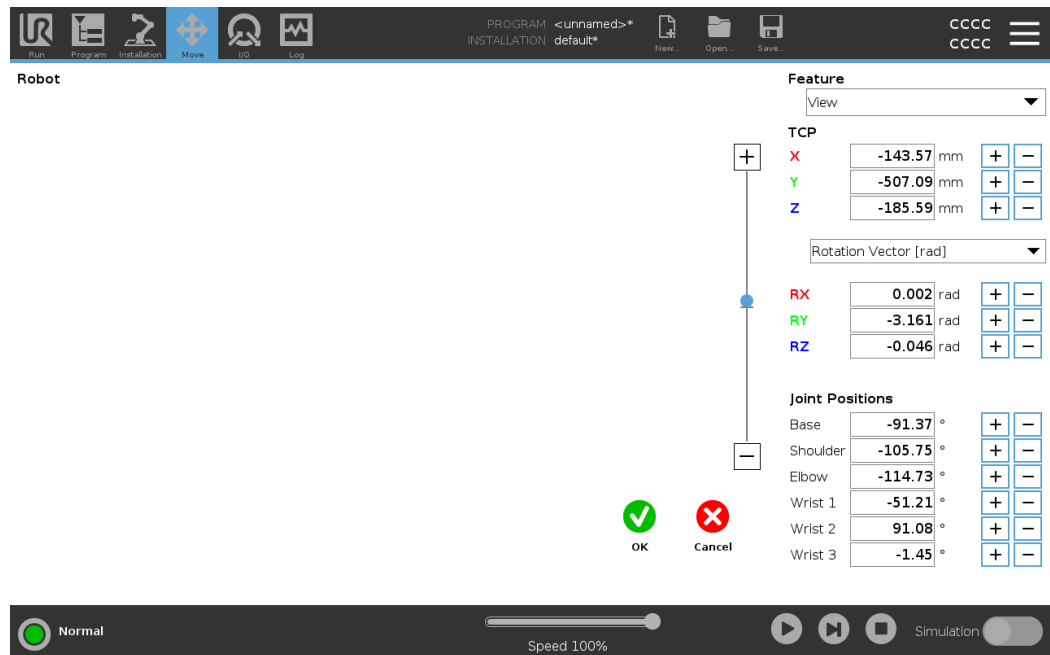 PROGRAM <unnamed>*
INSTALLATION default*
CCCC
CCCC
Run Program Installation Move I/O Log New... Open... Save...
Robot
Feature
View
TCP
X -143.57 mm + −
Y -507.09 mm + −
Z -185.59 mm + −
Rotation Vector [rad]
RX 0.002 rad + −
RY -3.161 rad + −
RZ -0.046 rad + −
Joint Positions
Base -91.37 ° + −
Shoulder -105.75 ° + −
Elbow -114.73 ° + −
Wrist 1 -51.21 ° + −
Wrist 2 91.08 ° + −
Wrist 3 -1.45 ° + −
OK Cancel
Normal
Speed 100%
Simulation